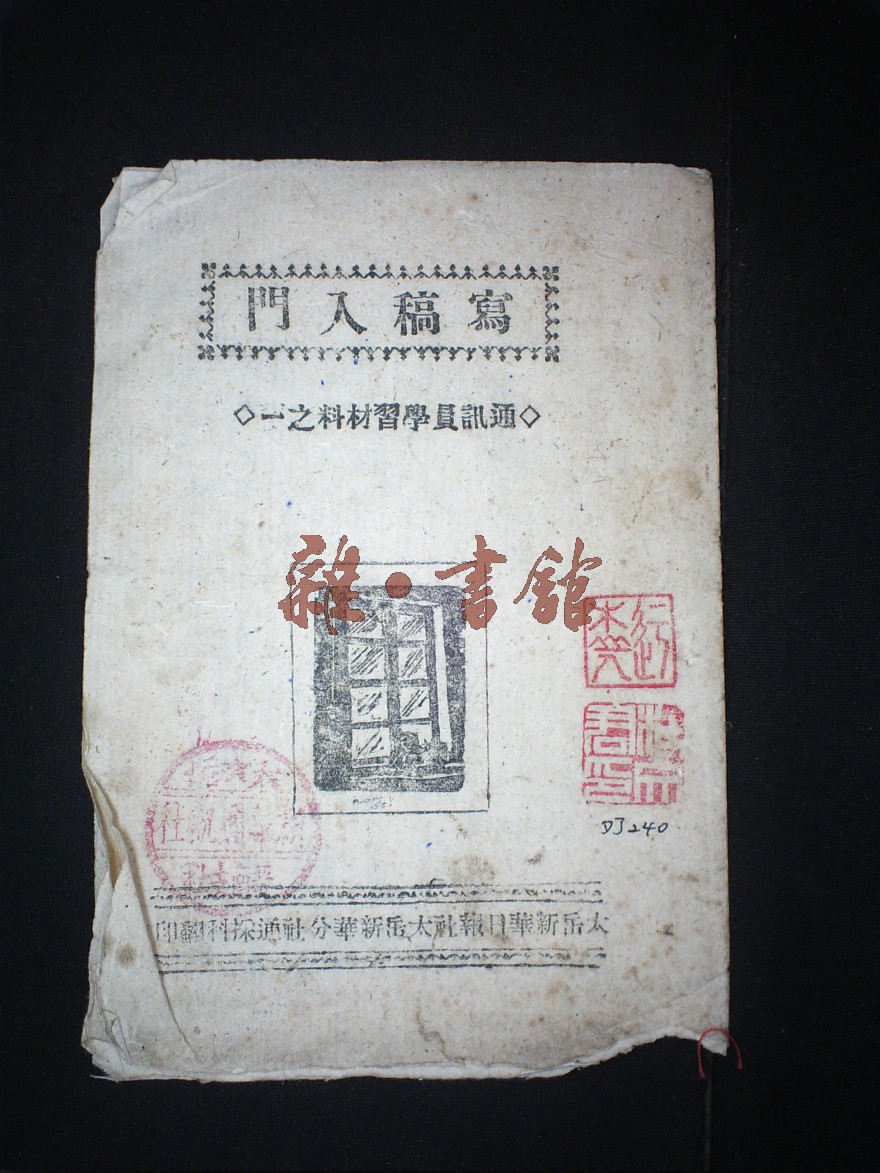 寫稿入門
◇通訊員學習材料之一◇
雜·書館
DJ240
太岳新華日報社太岳新華分社通採科翻印